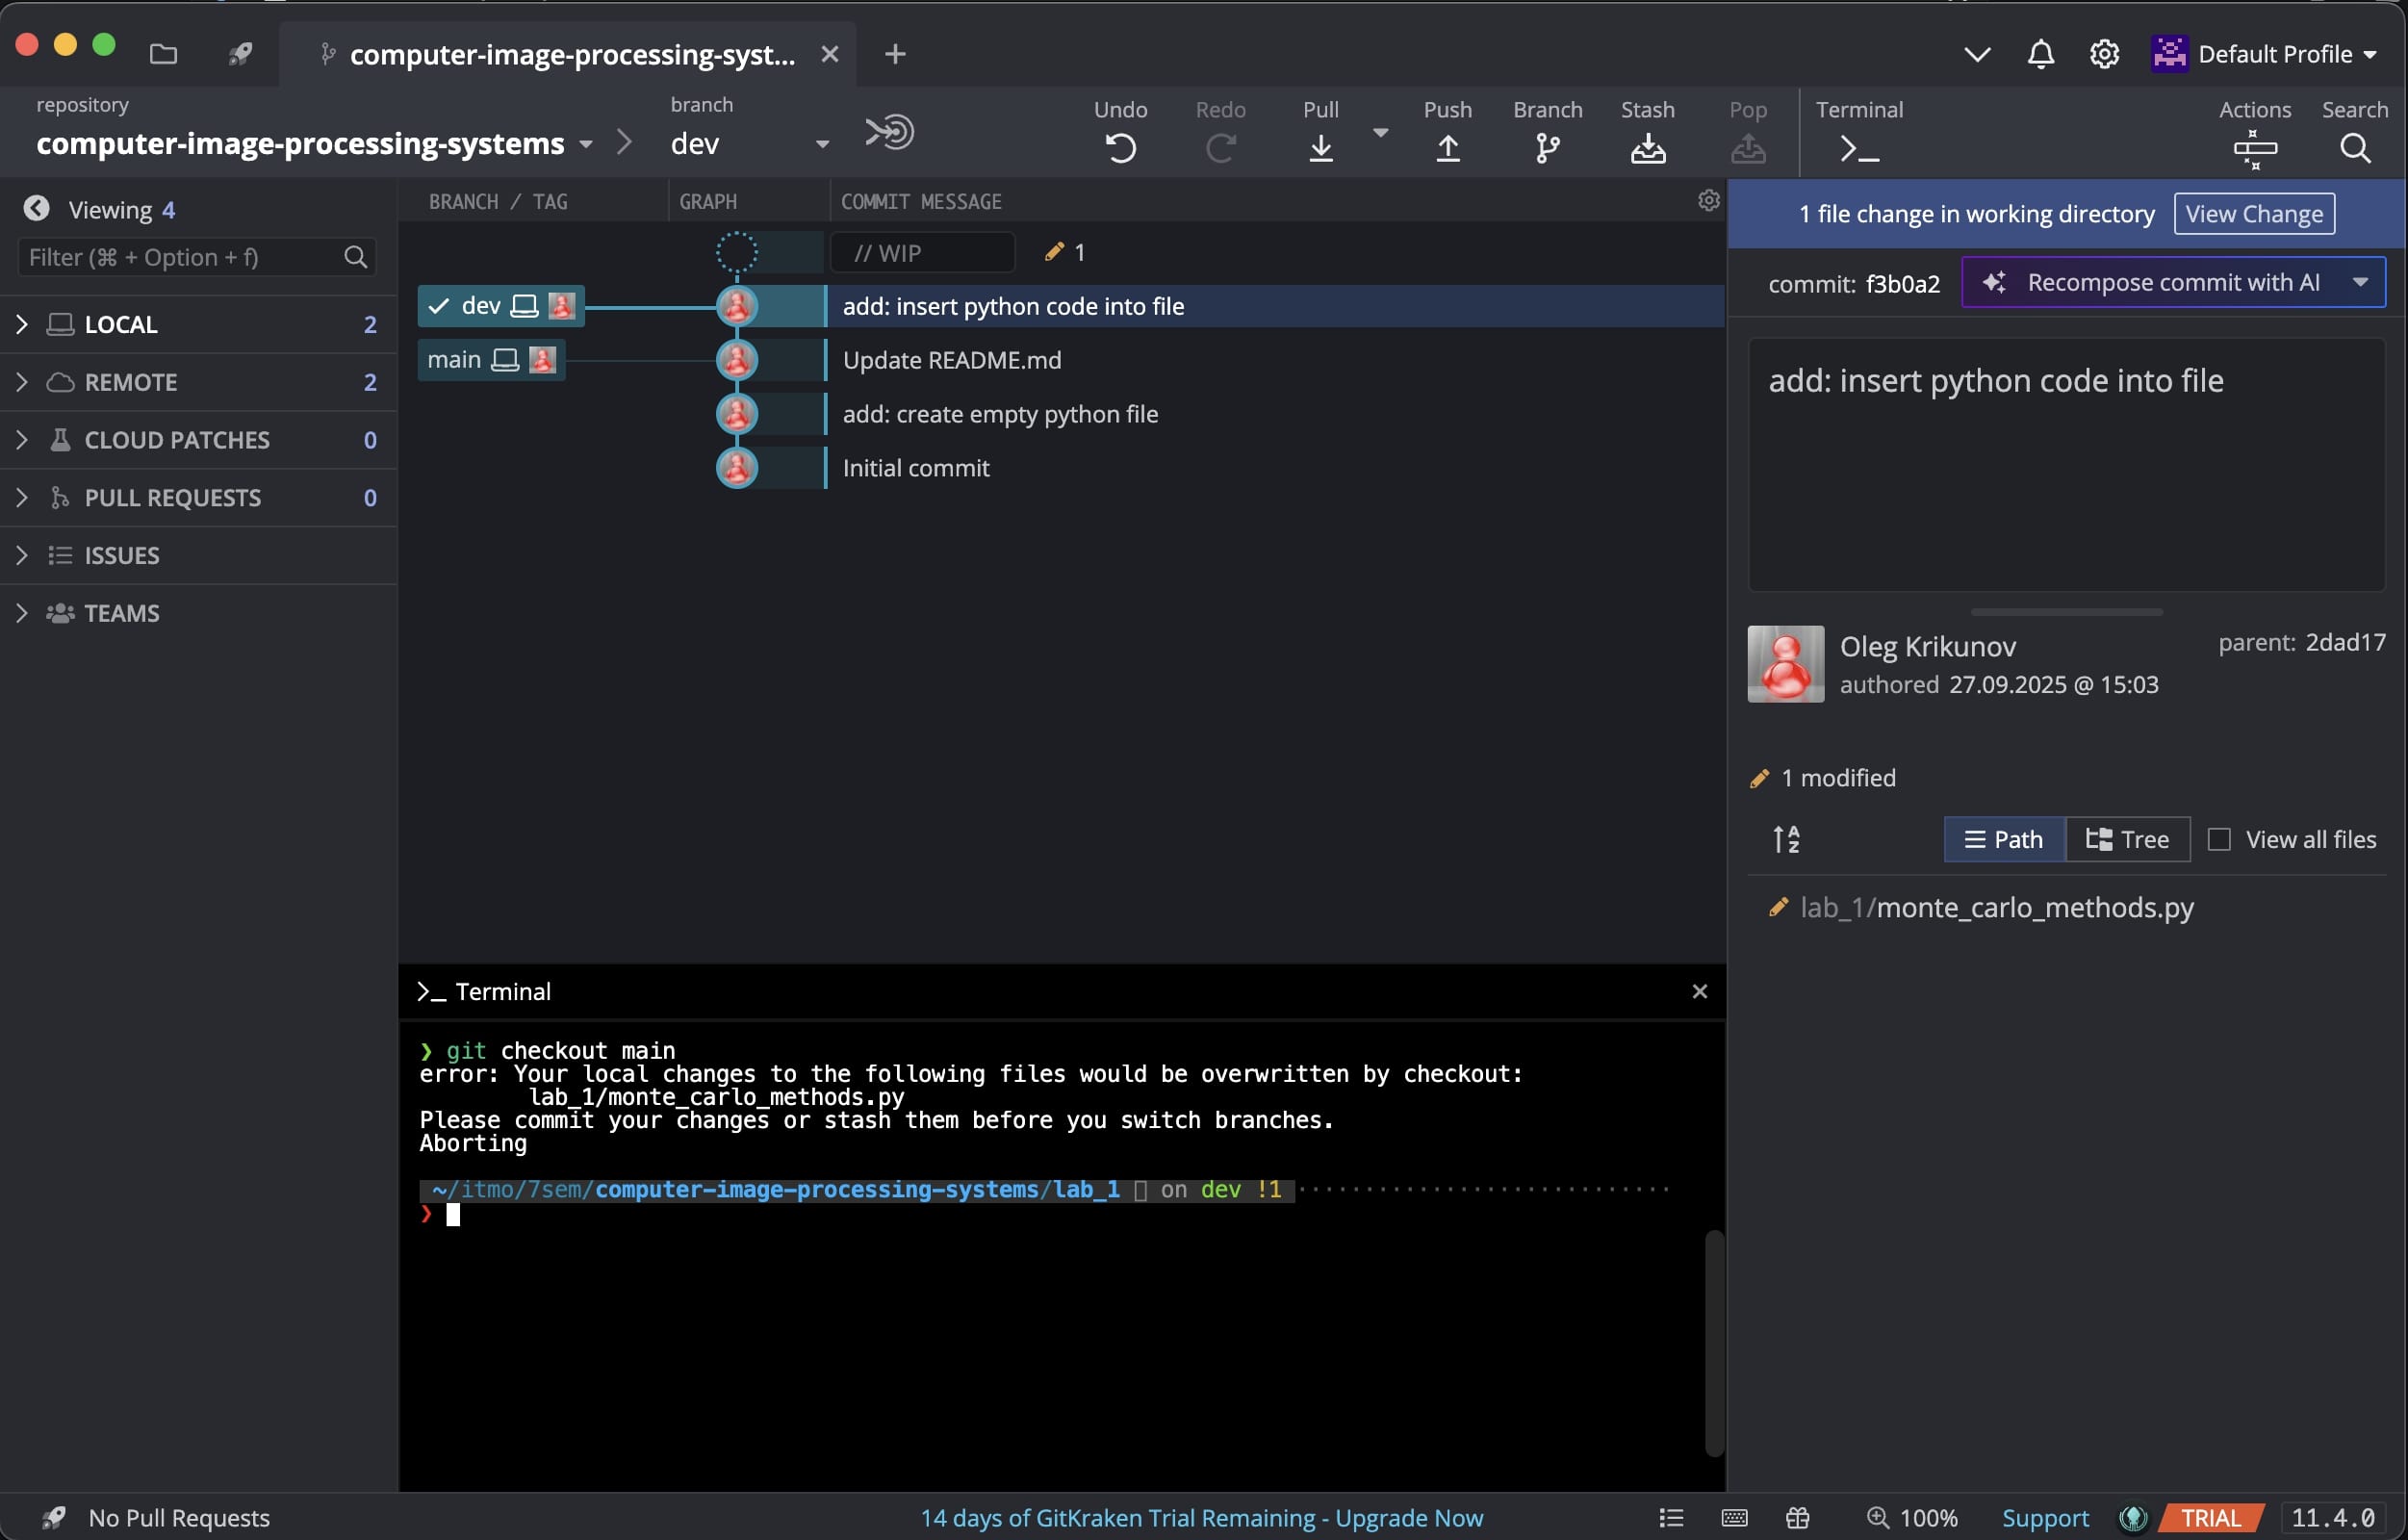 computer-image-processing-syst...
Default Profile
repository
computer-image-processing-systems
branch
dev
Undo
Redo
Pull
Push
Branch
Stash
Pop
Terminal
Actions
Search
Viewing 4
Filter (⌘ + Option + f)
LOCAL 2
REMOTE 2
CLOUD PATCHES 0
PULL REQUESTS 0
ISSUES
TEAMS
BRANCH / TAG
GRAPH
COMMIT MESSAGE
// WIP 1
dev add: insert python code into file
main Update README.md
add: create empty python file
Initial commit
1 file change in working directory View Change
commit: f3b0a2 Recompose commit with AI
add: insert python code into file
Oleg Krikunov
parent: 2dad17
authored 27.09.2025 @ 15:03
1 modified
AZ Path Tree View all files
lab_1/monte_carlo_methods.py
>_ Terminal
❯ git checkout main
error: Your local changes to the following files would be overwritten by checkout:
lab_1/monte_carlo_methods.py
Please commit your changes or stash them before you switch branches.
Aborting
~/itmo/7sem/computer-image-processing-systems/lab_1 on dev !1
❯
No Pull Requests
14 days of GitKraken Trial Remaining - Upgrade Now
100%
Support
TRIAL
11.4.0